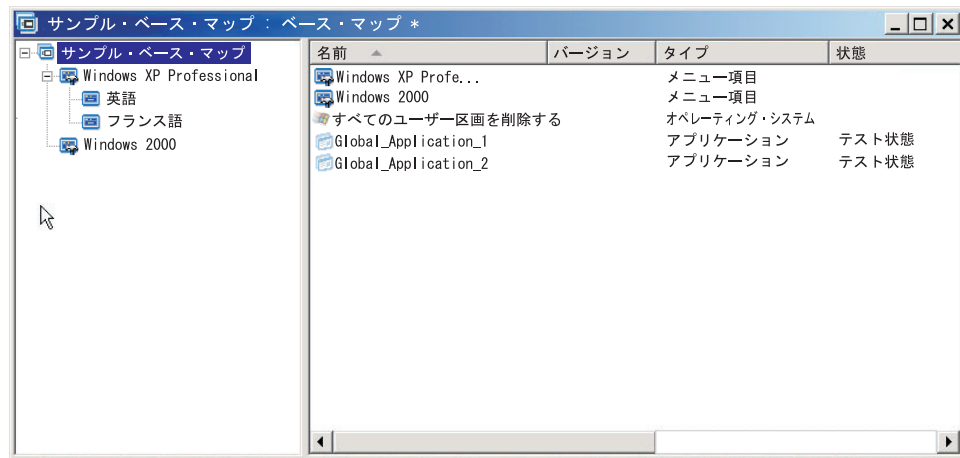 サンプル・ベース・マップ : ベース・マップ *
サンプル・ベース・マップ
Windows XP Professional
英語
フランス語
Windows 2000
名前 バージョン タイプ 状態
Windows XP Profe... メニュー項目
Windows 2000 メニュー項目
すべてのユーザー区画を削除する オペレーティング・システム
Global_Application_1 アプリケーション テスト状態
Global_Application_2 アプリケーション テスト状態